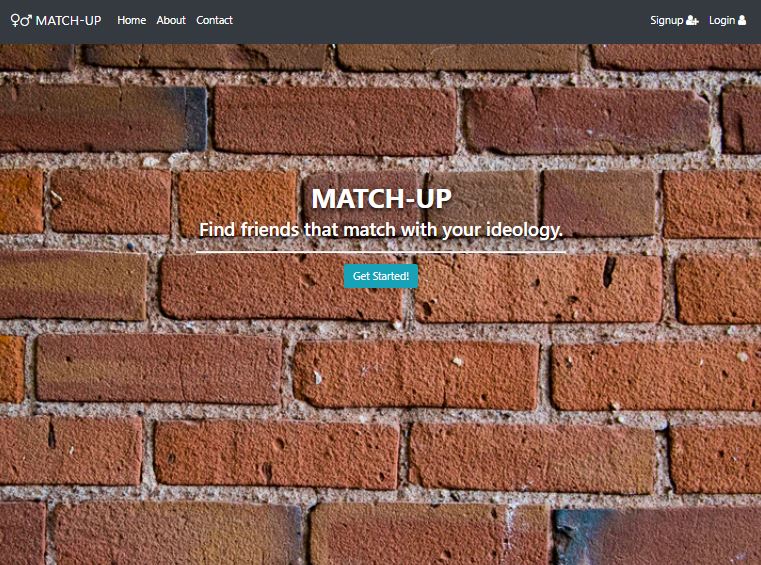 ♀♂ MATCH-UP Home About Contact Signup Login
MATCH-UP
Find friends that match with your ideology.
Get Started!